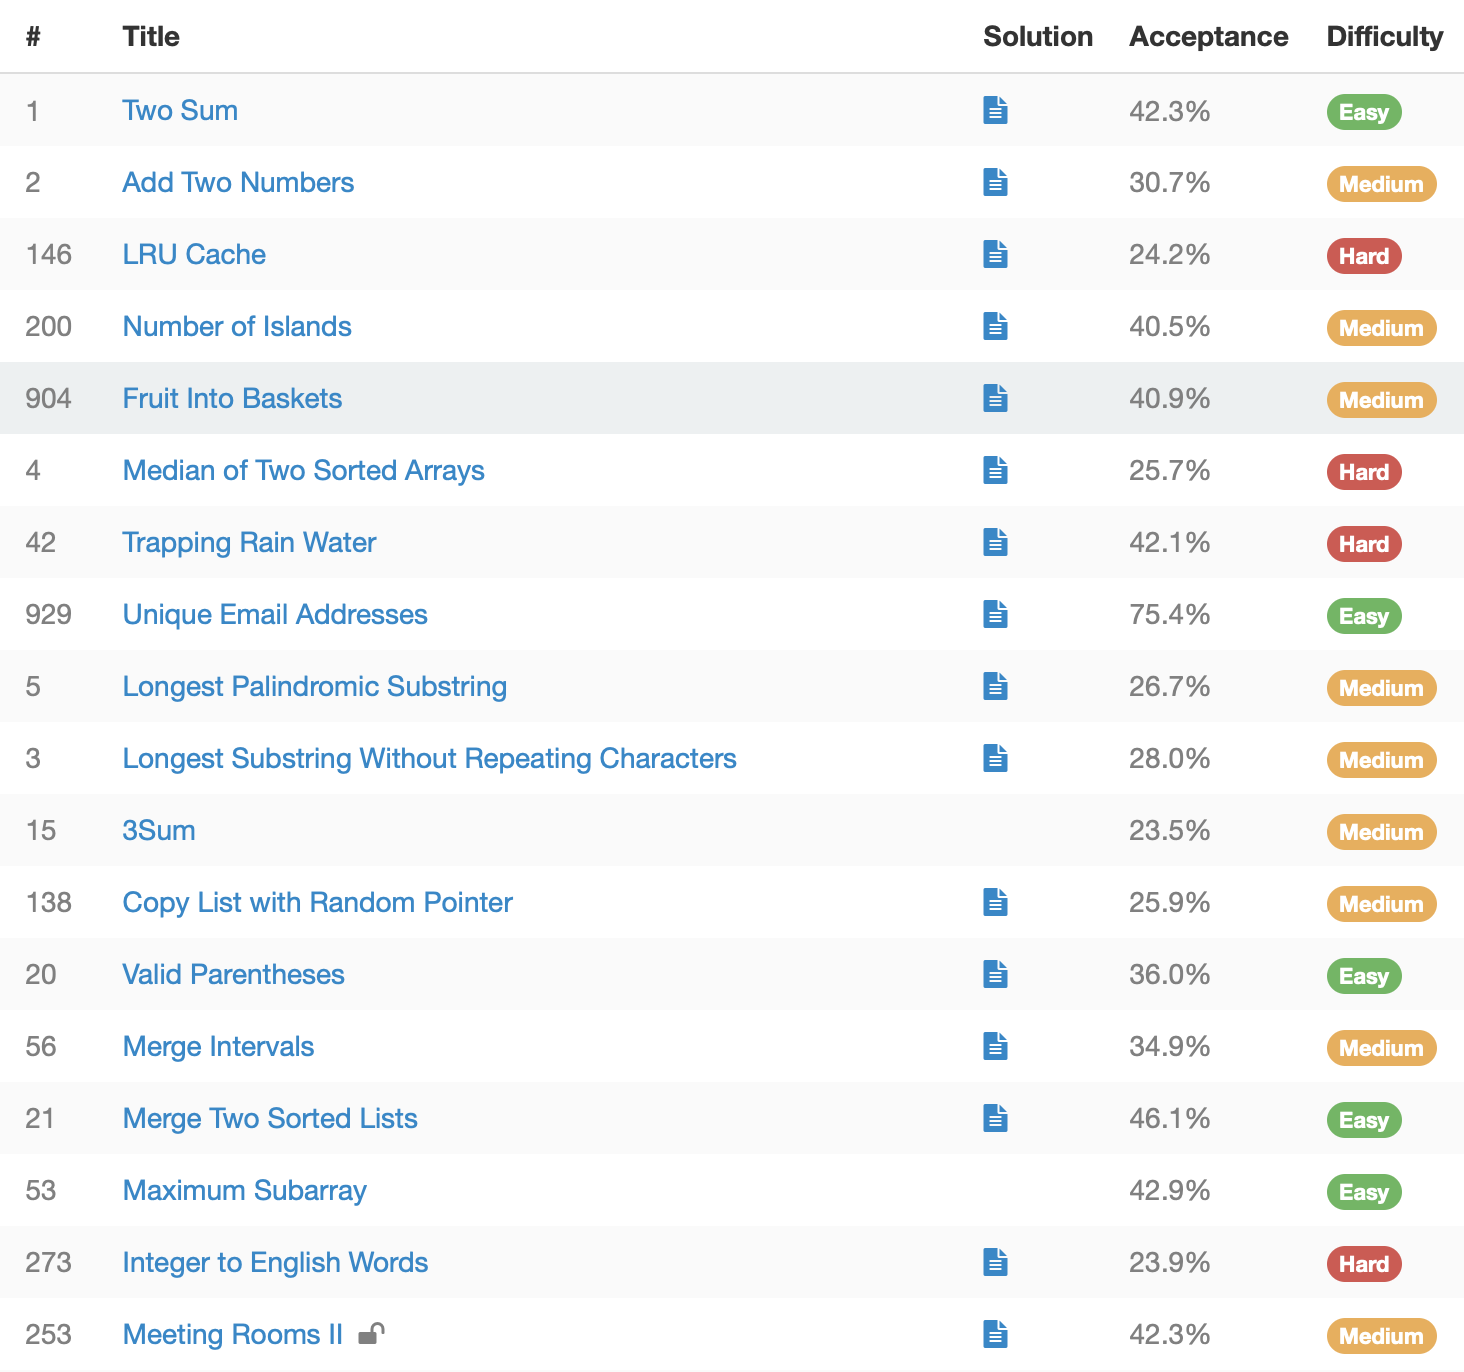 # Title Solution Acceptance Difficulty
1 Two Sum 42.3% Easy
2 Add Two Numbers 30.7% Medium
146 LRU Cache 24.2% Hard
200 Number of Islands 40.5% Medium
904 Fruit Into Baskets 40.9% Medium
4 Median of Two Sorted Arrays 25.7% Hard
42 Trapping Rain Water 42.1% Hard
929 Unique Email Addresses 75.4% Easy
5 Longest Palindromic Substring 26.7% Medium
3 Longest Substring Without Repeating Characters 28.0% Medium
15 3Sum 23.5% Medium
138 Copy List with Random Pointer 25.9% Medium
20 Valid Parentheses 36.0% Easy
56 Merge Intervals 34.9% Medium
21 Merge Two Sorted Lists 46.1% Easy
53 Maximum Subarray 42.9% Easy
273 Integer to English Words 23.9% Hard
253 Meeting Rooms II 42.3% Medium